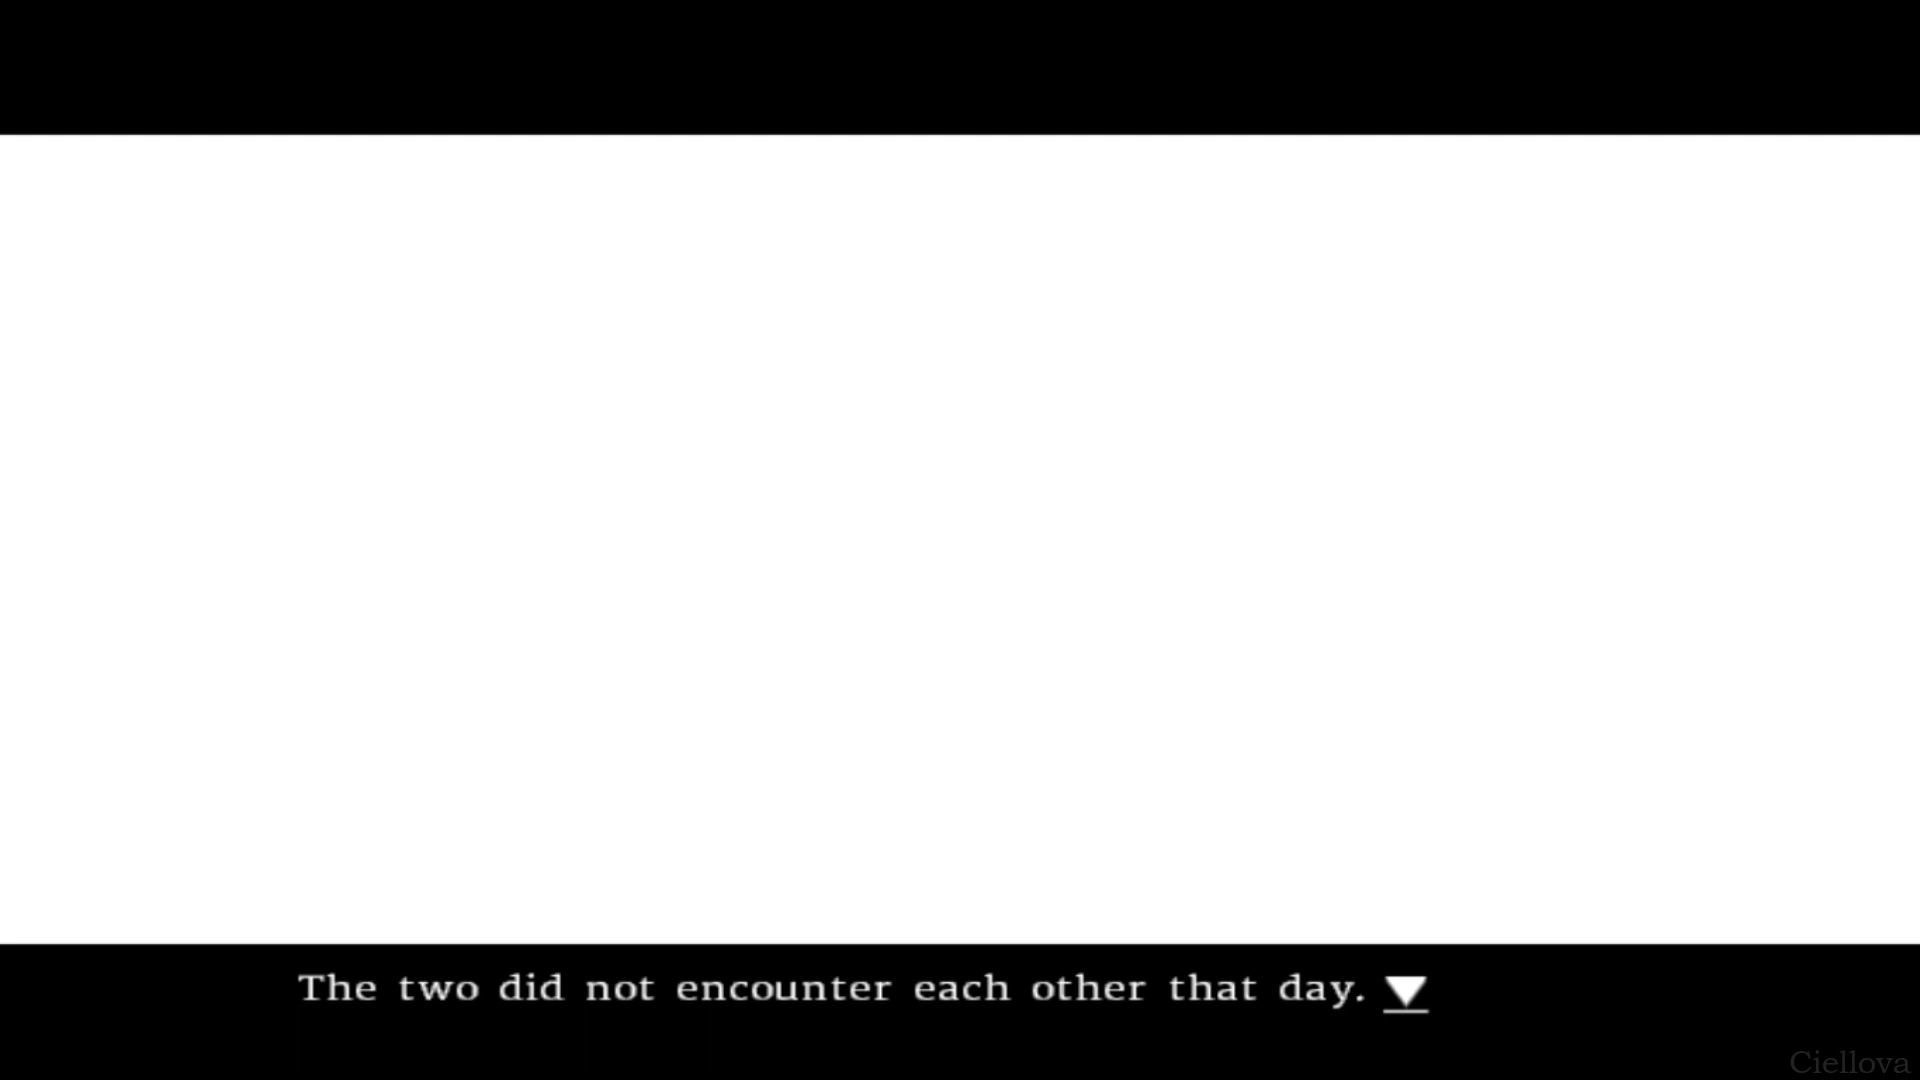 The two did not encounter each other that day.
Ciellova